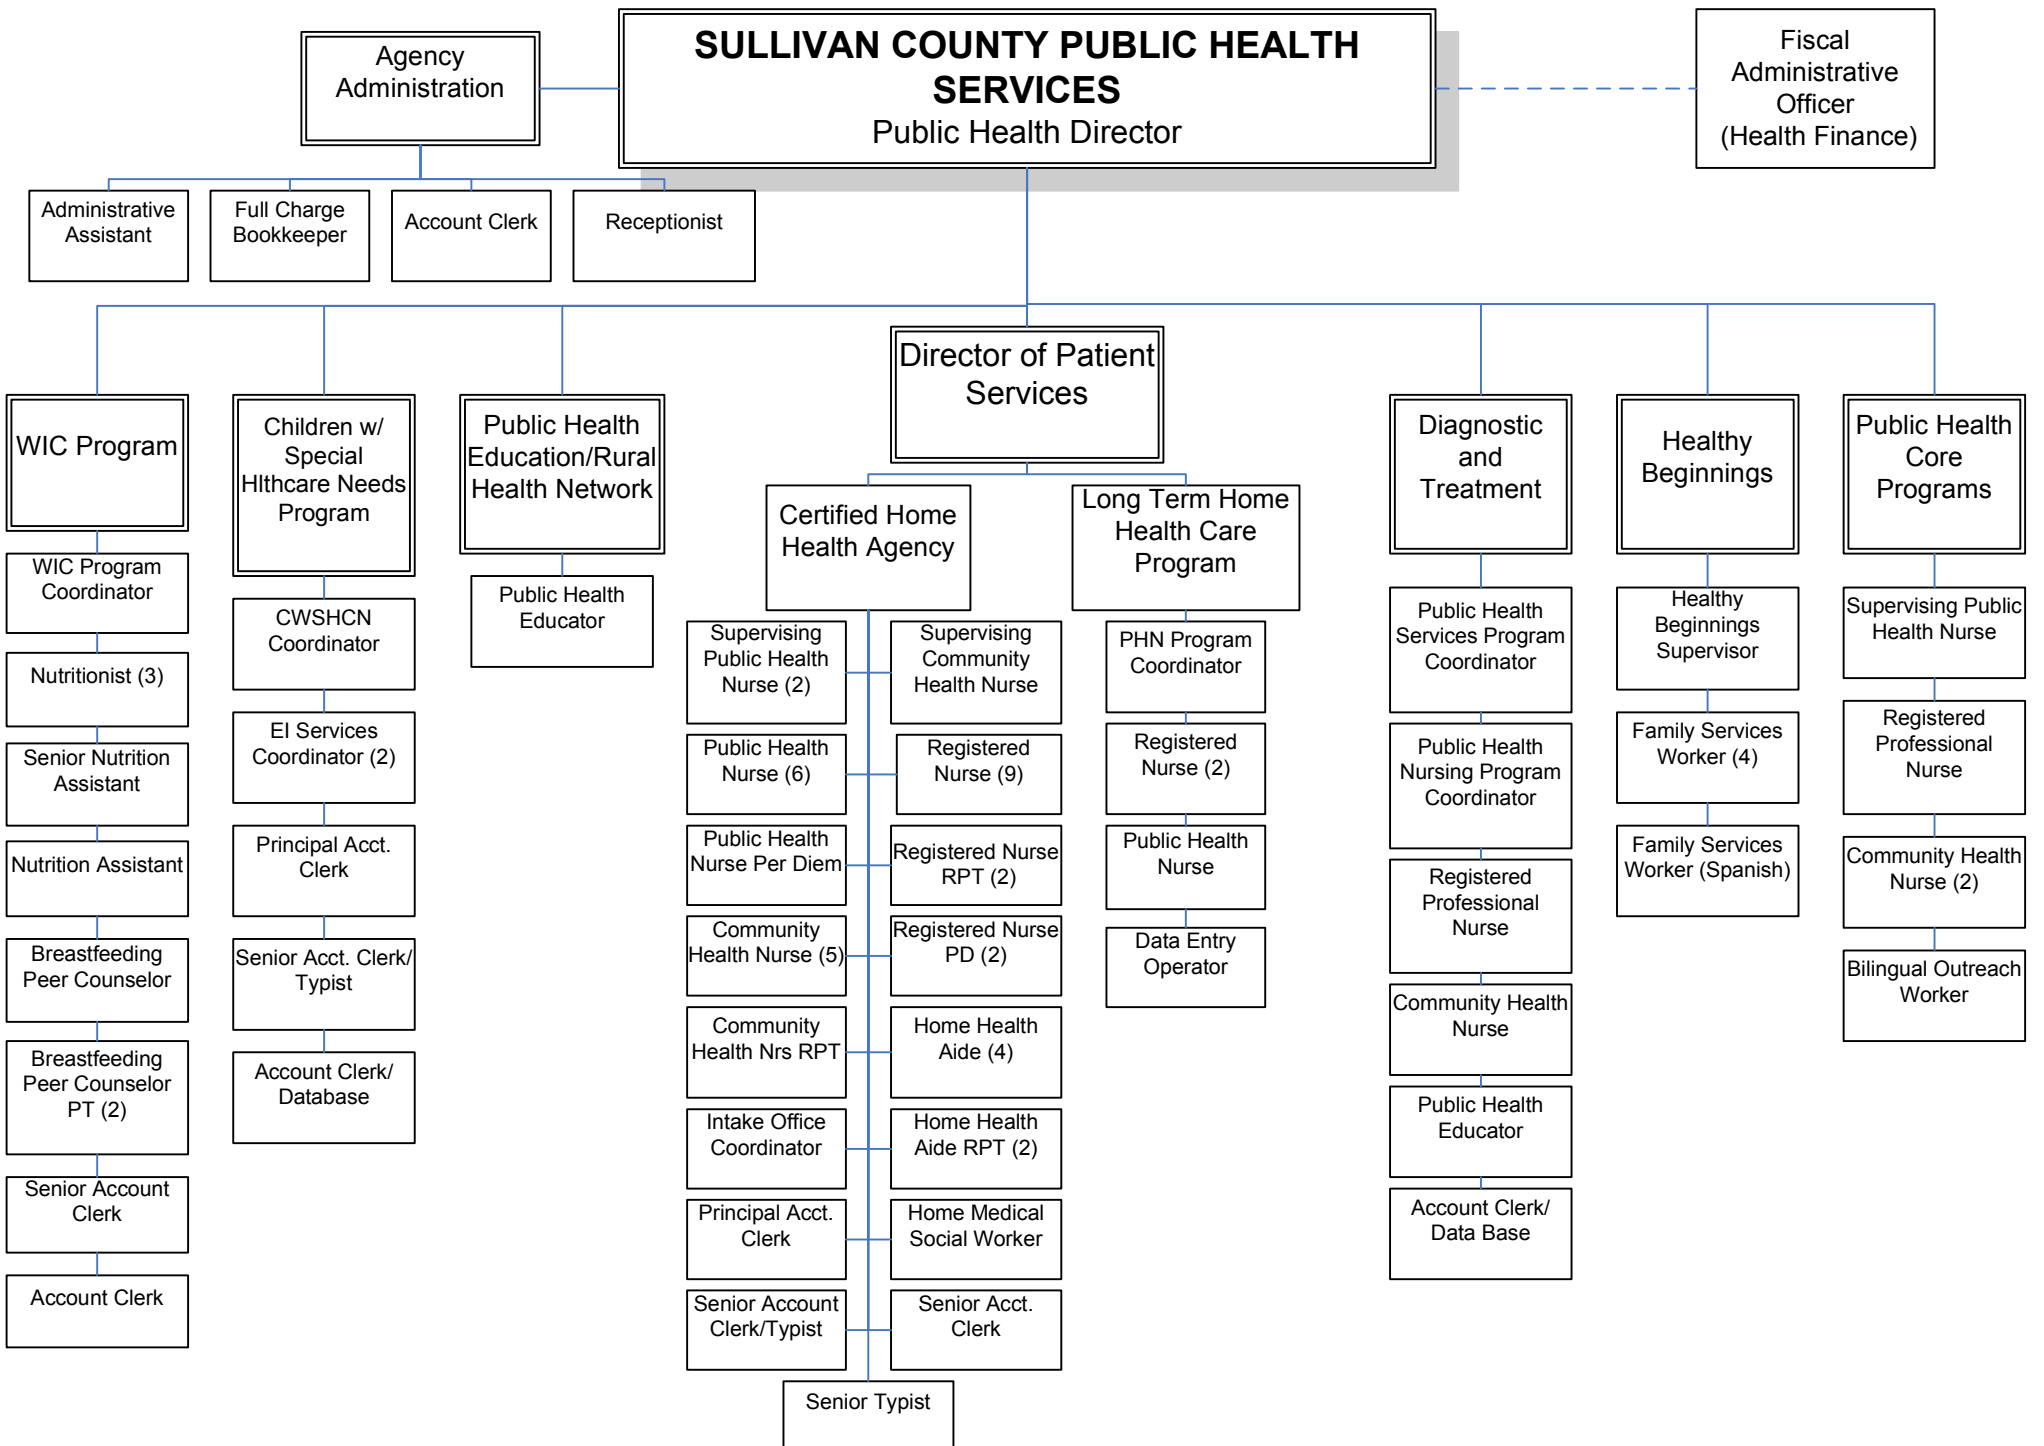 Agency
Administration
SULLIVAN COUNTY PUBLIC HEALTH
SERVICES
Public Health Director
Fiscal
Administrative
Officer
(Health Finance)
Administrative
Assistant
Full Charge
Bookkeeper
Account Clerk
Receptionist
Director of Patient
Services
WIC Program
Children w/
Special
Hlthcare Needs
Program
Public Health
Education/Rural
Health Network
Diagnostic
and
Treatment
Healthy
Beginnings
Public Health
Core
Programs
WIC Program
Coordinator
Nutritionist (3)
Senior Nutrition
Assistant
Nutrition Assistant
Breastfeeding
Peer Counselor
Breastfeeding
Peer Counselor
PT (2)
Senior Account
Clerk
Account Clerk
CWSHCN
Coordinator
EI Services
Coordinator (2)
Principal Acct.
Clerk
Senior Acct. Clerk/
Typist
Account Clerk/
Database
Public Health
Educator
Certified Home
Health Agency
Supervising
Public Health
Nurse (2)
Supervising
Community
Health Nurse
Public Health
Nurse (6)
Registered
Nurse (9)
Public Health
Nurse Per Diem
Registered Nurse
RPT (2)
Community
Health Nurse (5)
Registered Nurse
PD (2)
Community
Health Nrs RPT
Home Health
Aide (4)
Intake Office
Coordinator
Home Health
Aide RPT (2)
Principal Acct.
Clerk
Home Medical
Social Worker
Senior Account
Clerk/Typist
Senior Acct.
Clerk
Senior Typist
Long Term Home
Health Care
Program
PHN Program
Coordinator
Registered
Nurse (2)
Public Health
Nurse
Data Entry
Operator
Public Health
Services Program
Coordinator
Public Health
Nursing Program
Coordinator
Registered
Professional
Nurse
Community Health
Nurse
Public Health
Educator
Account Clerk/
Data Base
Healthy
Beginnings
Supervisor
Family Services
Worker (4)
Family Services
Worker (Spanish)
Supervising Public
Health Nurse
Registered
Professional
Nurse
Community Health
Nurse (2)
Bilingual Outreach
Worker